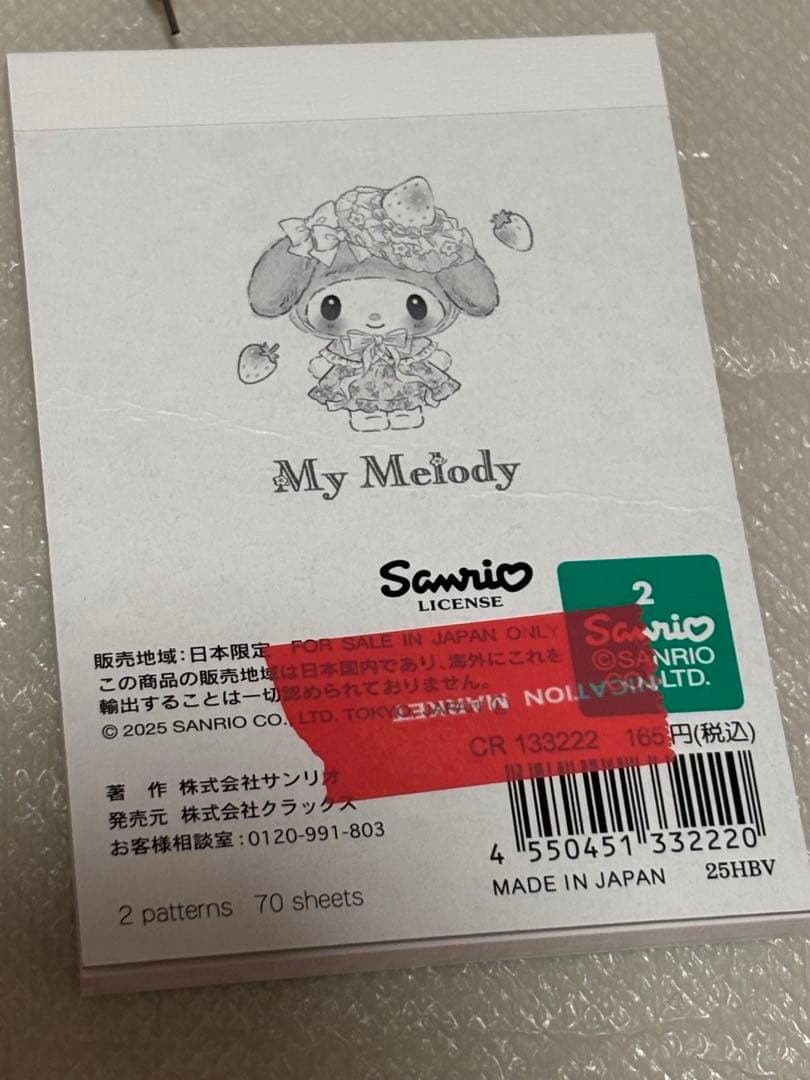 My Melody
Sanrio
LICENSE
2
Sanrio
©SANRIO
CO., LTD.
販売地域：日本限定 FOR SALE IN JAPAN ONLY
この商品の販売地域は日本国内であり、海外にこれを
輸出することは一切認められておりません。
© 2025 SANRIO CO., LTD. TOKYO, JAPAN
MARKET
CR 133222 165円(税込)
著 作 株式会社サンリオ
発売元 株式会社クラックス
お客様相談室：0120-991-803
4 550451 332220
MADE IN JAPAN 25HBV
2 patterns 70 sheets